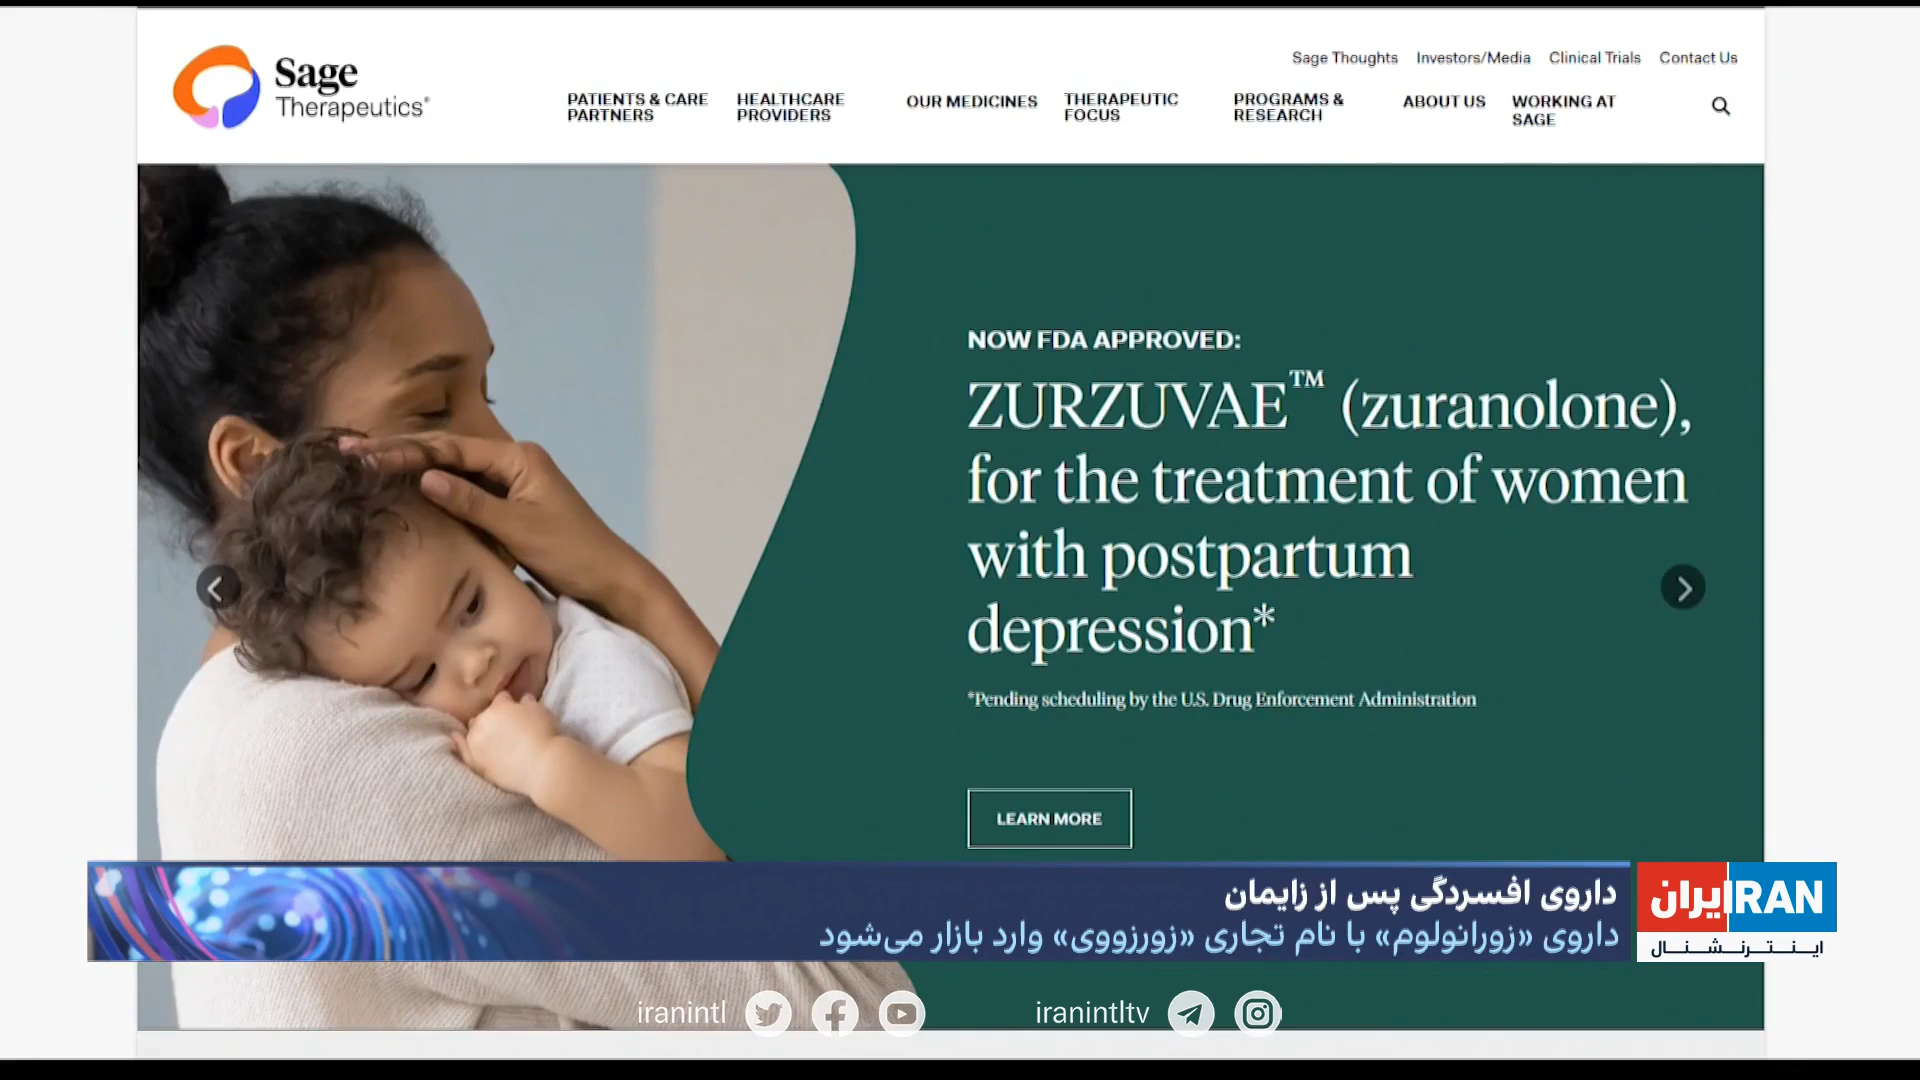 Sage
Therapeutics®
Sage Thoughts Investors/Media Clinical Trials Contact Us
PATIENTS & CARE PARTNERS
HEALTHCARE PROVIDERS
OUR MEDICINES
THERAPEUTIC FOCUS
PROGRAMS & RESEARCH
ABOUT US
WORKING AT SAGE
NOW FDA APPROVED:
ZURZUVAE™ (zuranolone),
for the treatment of women
with postpartum
depression*
*Pending scheduling by the U.S. Drug Enforcement Administration
LEARN MORE
داروی افسردگی پس از زایمان
داروی «زورانولوم» با نام تجاری «زورزووی» وارد بازار می‌شود
ایران IRAN
اینترنشنال
iranintl
iranintltv